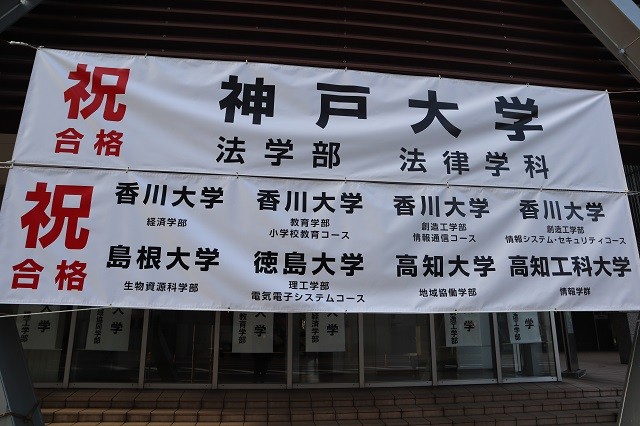 祝 合格
神戸大学
法学部 法律学科
祝 合格
香川大学
経済学部
香川大学
教育学部
小学校教育コース
香川大学
創造工学部
情報通信コース
香川大学
創造工学部
情報システム・セキュリティコース
島根大学
生物資源科学部
徳島大学
理工学部
電気電子システムコース
高知大学
地域協働学部
高知工科大学
情報学群